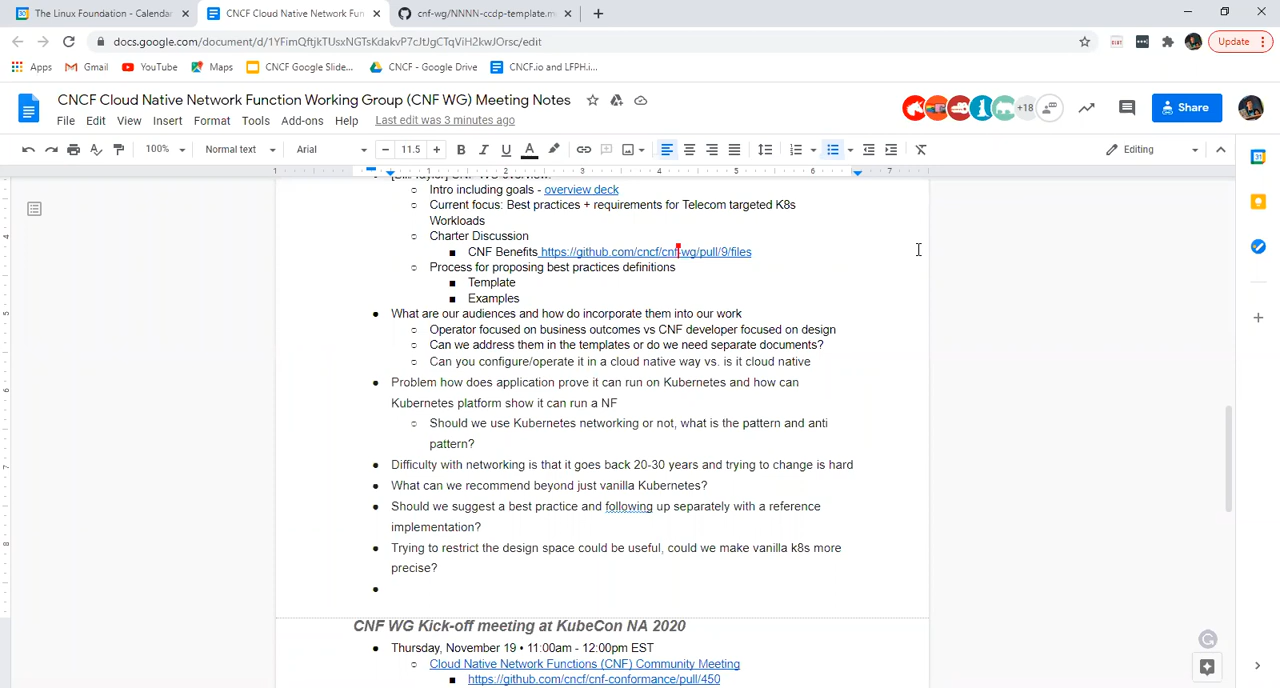 The Linux Foundation - Calenda
CNCF Cloud Native Network Fun
cnf-wg/NNNN-ccdp-template.m
docs.google.com/document/d/1YFimQftjkTUsxNGTsKdakvP7cJtJgCTqViH2kwJOrsc/edit
Update
Apps
Gmail
YouTube
Maps
CNCF Google Slide...
CNCF - Google Drive
CNCF.io and LFPH.i...
CNCF Cloud Native Network Function Working Group (CNF WG) Meeting Notes
+18
Share
File Edit View Insert Format Tools Add-ons Help Last edit was 3 minutes ago
100% Normal text Arial 11.5 B I U A Editing
1 1 2 3 4 5 6 7
Intro including goals - overview deck
Current focus: Best practices + requirements for Telecom targeted K8s
Workloads
Charter Discussion
CNF Benefits https://github.com/cncf/cnf-wg/pull/9/files
Process for proposing best practices definitions
Template
Examples
What are our audiences and how do incorporate them into our work
Operator focused on business outcomes vs CNF developer focused on design
Can we address them in the templates or do we need separate documents?
Can you configure/operate it in a cloud native way vs. is it cloud native
Problem how does application prove it can run on Kubernetes and how can
Kubernetes platform show it can run a NF
Should we use Kubernetes networking or not, what is the pattern and anti
pattern?
Difficulty with networking is that it goes back 20-30 years and trying to change is hard
What can we recommend beyond just vanilla Kubernetes?
Should we suggest a best practice and following up separately with a reference
implementation?
Trying to restrict the design space could be useful, could we make vanilla k8s more
precise?
CNF WG Kick-off meeting at KubeCon NA 2020
Thursday, November 19 • 11:00am - 12:00pm EST
Cloud Native Network Functions (CNF) Community Meeting
https://github.com/cncf/cnf-conformance/pull/450